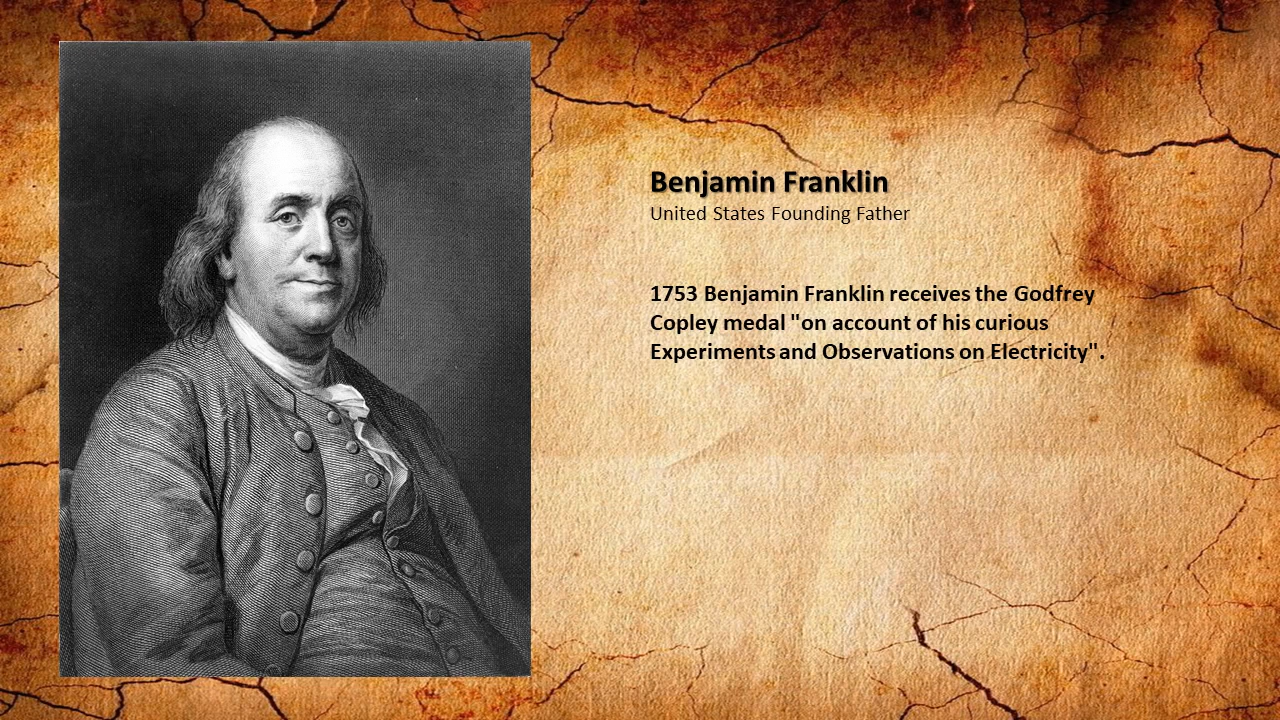 Benjamin Franklin
United States Founding Father
1753 Benjamin Franklin receives the Godfrey
Copley medal "on account of his curious
Experiments and Observations on Electricity".